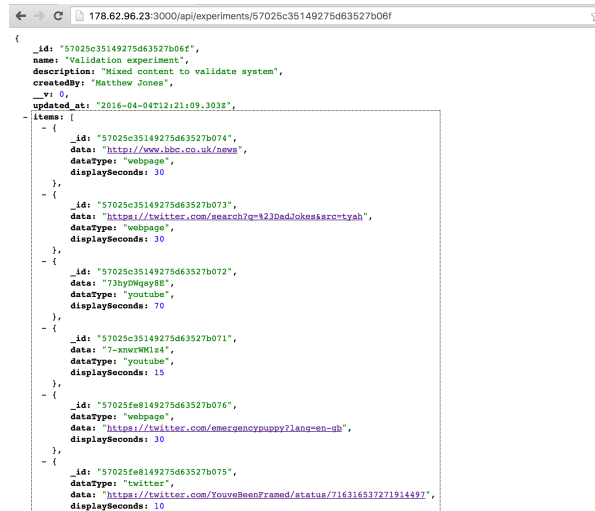 178.62.96.23:3000/api/experiments/57025c35149275d63527b06f
{
_id: "57025c35149275d63527b06f",
name: "Validation experiment",
description: "Mixed content to validate system",
createdBy: "Matthew Jones",
__v: 0,
updated_at: "2016-04-04T12:21:09.303Z",
- items: [
- {
_id: "57025c35149275d63527b074",
data: "http://www.bbc.co.uk/news",
dataType: "webpage",
displaySeconds: 30
},
- {
_id: "57025c35149275d63527b073",
data: "https://twitter.com/search?q=%23DadJokes&src=tyah",
dataType: "webpage",
displaySeconds: 30
},
- {
_id: "57025c35149275d63527b072",
data: "73hyDWqsy8E",
dataType: "youtube",
displaySeconds: 70
},
- {
_id: "57025c35149275d63527b071",
data: "7-xnwrWMlz4",
dataType: "youtube",
displaySeconds: 15
},
- {
_id: "57025fe8149275d63527b076",
dataType: "webpage",
data: "https://twitter.com/emergencypuppy?lang=en-gb",
displaySeconds: 30
},
- {
_id: "57025fe8149275d63527b075",
dataType: "twitter",
data: "https://twitter.com/YouveBeenFramed/status/716316537271914497",
displaySeconds: 10